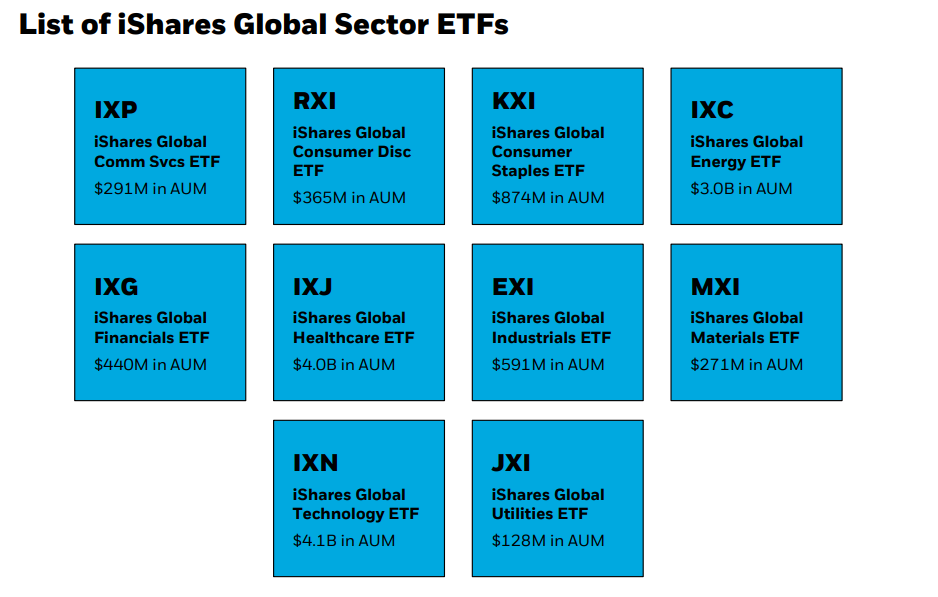 List of iShares Global Sector ETFs
IXP
iShares Global
Comm Svcs ETF
$291M in AUM
RXI
iShares Global
Consumer Disc
ETF
$365M in AUM
KXI
iShares Global
Consumer
Staples ETF
$874M in AUM
IXC
iShares Global
Energy ETF
$3.0B in AUM
IXG
iShares Global
Financials ETF
$440M in AUM
IXJ
iShares Global
Healthcare ETF
$4.0B in AUM
EXI
iShares Global
Industrials ETF
$591M in AUM
MXI
iShares Global
Materials ETF
$271M in AUM
IXN
iShares Global
Technology ETF
$4.1B in AUM
JXI
iShares Global
Utilities ETF
$128M in AUM